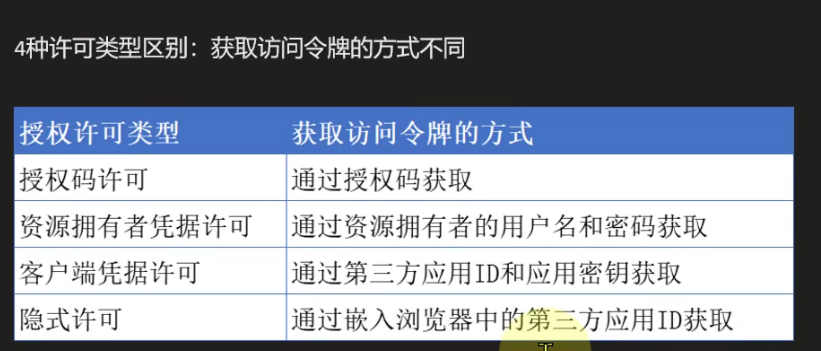 4种许可类型区别：获取访问令牌的方式不同
授权许可类型 获取访问令牌的方式
授权码许可 通过授权码获取
资源拥有者凭据许可 通过资源拥有者的用户名和密码获取
客户端凭据许可 通过第三方应用ID和应用密钥获取
隐式许可 通过嵌入浏览器中的第三方应用ID获取